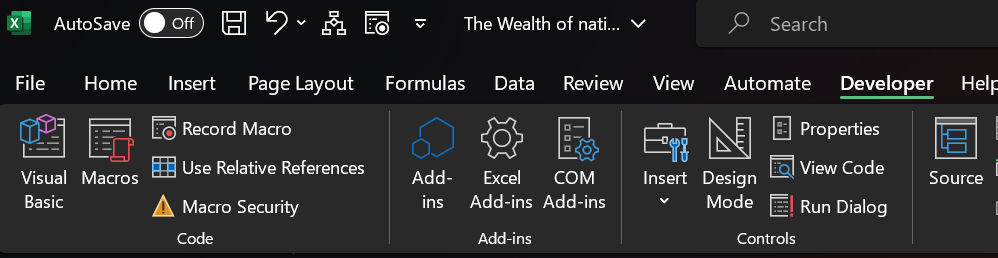 AutoSave Off The Wealth of nati... Search
File Home Insert Page Layout Formulas Data Review View Automate Developer Help
Visual Basic
Macros
Record Macro
Use Relative References
Macro Security
Code
Add-ins
Excel Add-ins
COM Add-ins
Add-ins
Insert
Design Mode
Properties
View Code
Run Dialog
Controls
Source